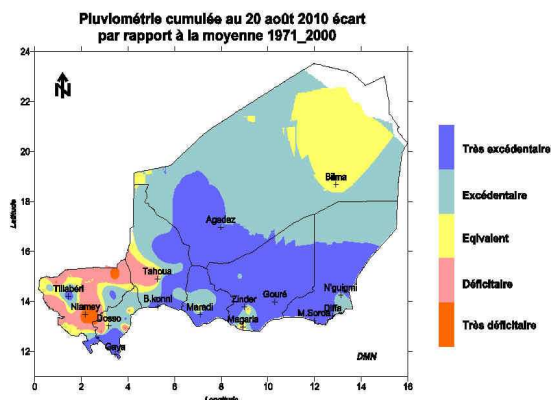 Pluviométrie cumulée au 20 août 2010 écart
par rapport à la moyenne 1971_2000
24
22
20
18
16
14
12
Latitude
N
Bilma
Agadez
Tahoua
Tillabéri
Niamey
Dosso
Gaya
B.konni
Maradi
Zinder
Magaria
Gouré
N'guigmi
Diffa
M.Soroa
DMN
0 2 4 6 8 10 12 14 16
Longitude
Très excédentaire
Excédentaire
Eqivalent
Déficitaire
Très déficitaire